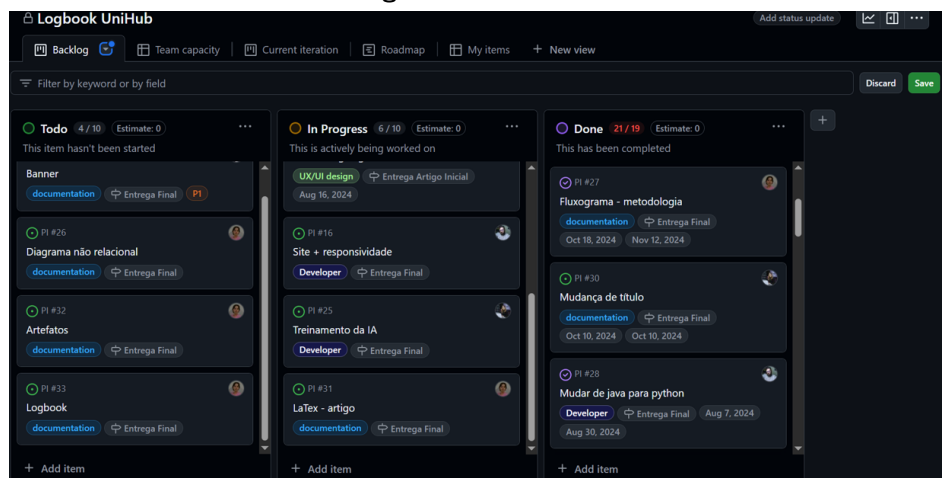 Logbook UniHub
Add status update
Backlog
Team capacity
Current iteration
Roadmap
My items
+ New view
Filter by keyword or by field
Discard
Save
Todo 4 / 10 Estimate: 0
This item hasn't been started
Banner
documentation Entrega Final P1
PI #26
Diagrama não relacional
documentation Entrega Final
PI #32
Artefatos
documentation Entrega Final
PI #33
Logbook
documentation Entrega Final
+ Add item
In Progress 6 / 10 Estimate: 0
This is actively being worked on
UX/UI design Entrega Artigo Inicial
Aug 16, 2024
PI #16
Site + responsividade
Developer Entrega Final
PI #25
Treinamento da IA
Developer Entrega Final
PI #31
LaTex - artigo
documentation Entrega Final
+ Add item
Done 21 / 19 Estimate: 0
This has been completed
PI #27
Fluxograma - metodologia
documentation Entrega Final
Oct 18, 2024 Nov 12, 2024
PI #30
Mudança de título
documentation Entrega Final
Oct 10, 2024 Oct 10, 2024
PI #28
Mudar de java para python
Developer Entrega Final Aug 7, 2024
Aug 30, 2024
+ Add item